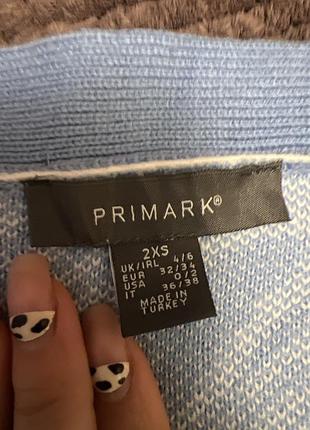 PRIMARK®
2XS
UK/IRL 4/6
EUR 32/34
USA 0/2
IT 36/38
MADE IN
TURKEY